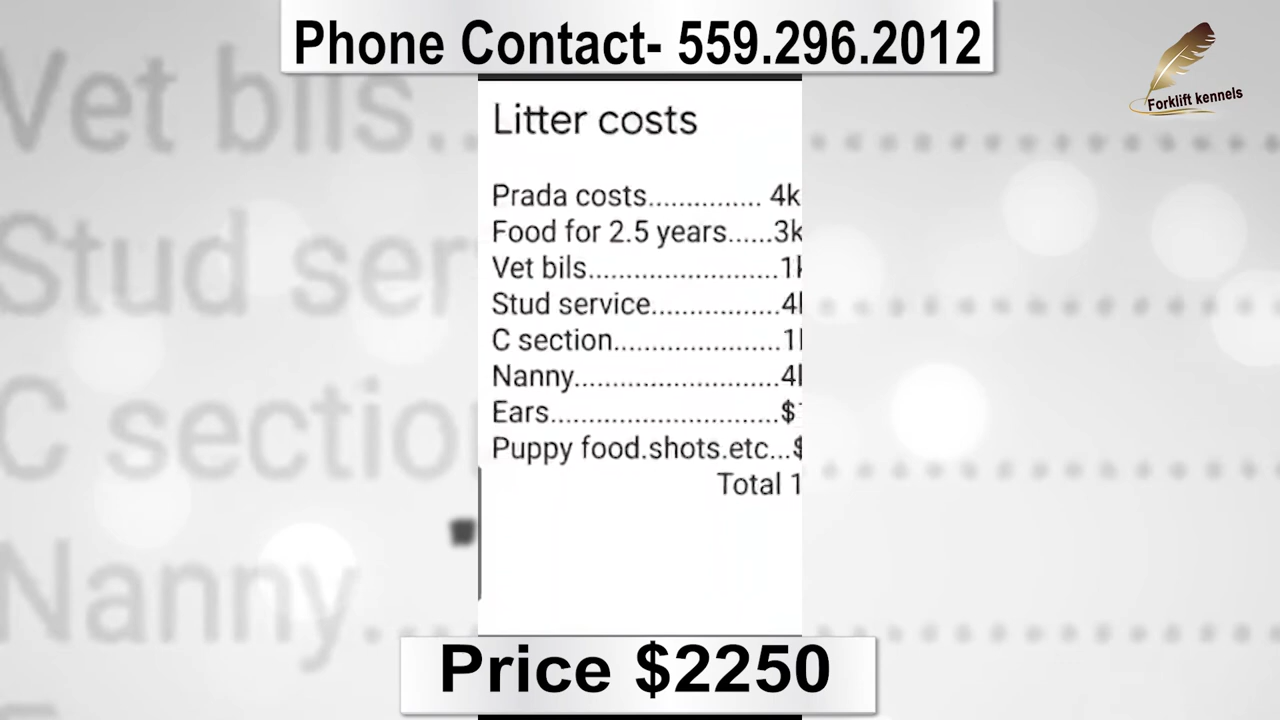 Phone Contact- 559.296.2012
Forklift kennels
Litter costs
Prada costs............. 4k
Food for 2.5 years......3k
Vet bils.......................1k
Stud service................4
C section.....................1
Nanny.........................4
Ears............................$
Puppy food.shots.etc...$
Total 1
Price $2250
Vet bils..
Stud ser
C sectio
Nanny..